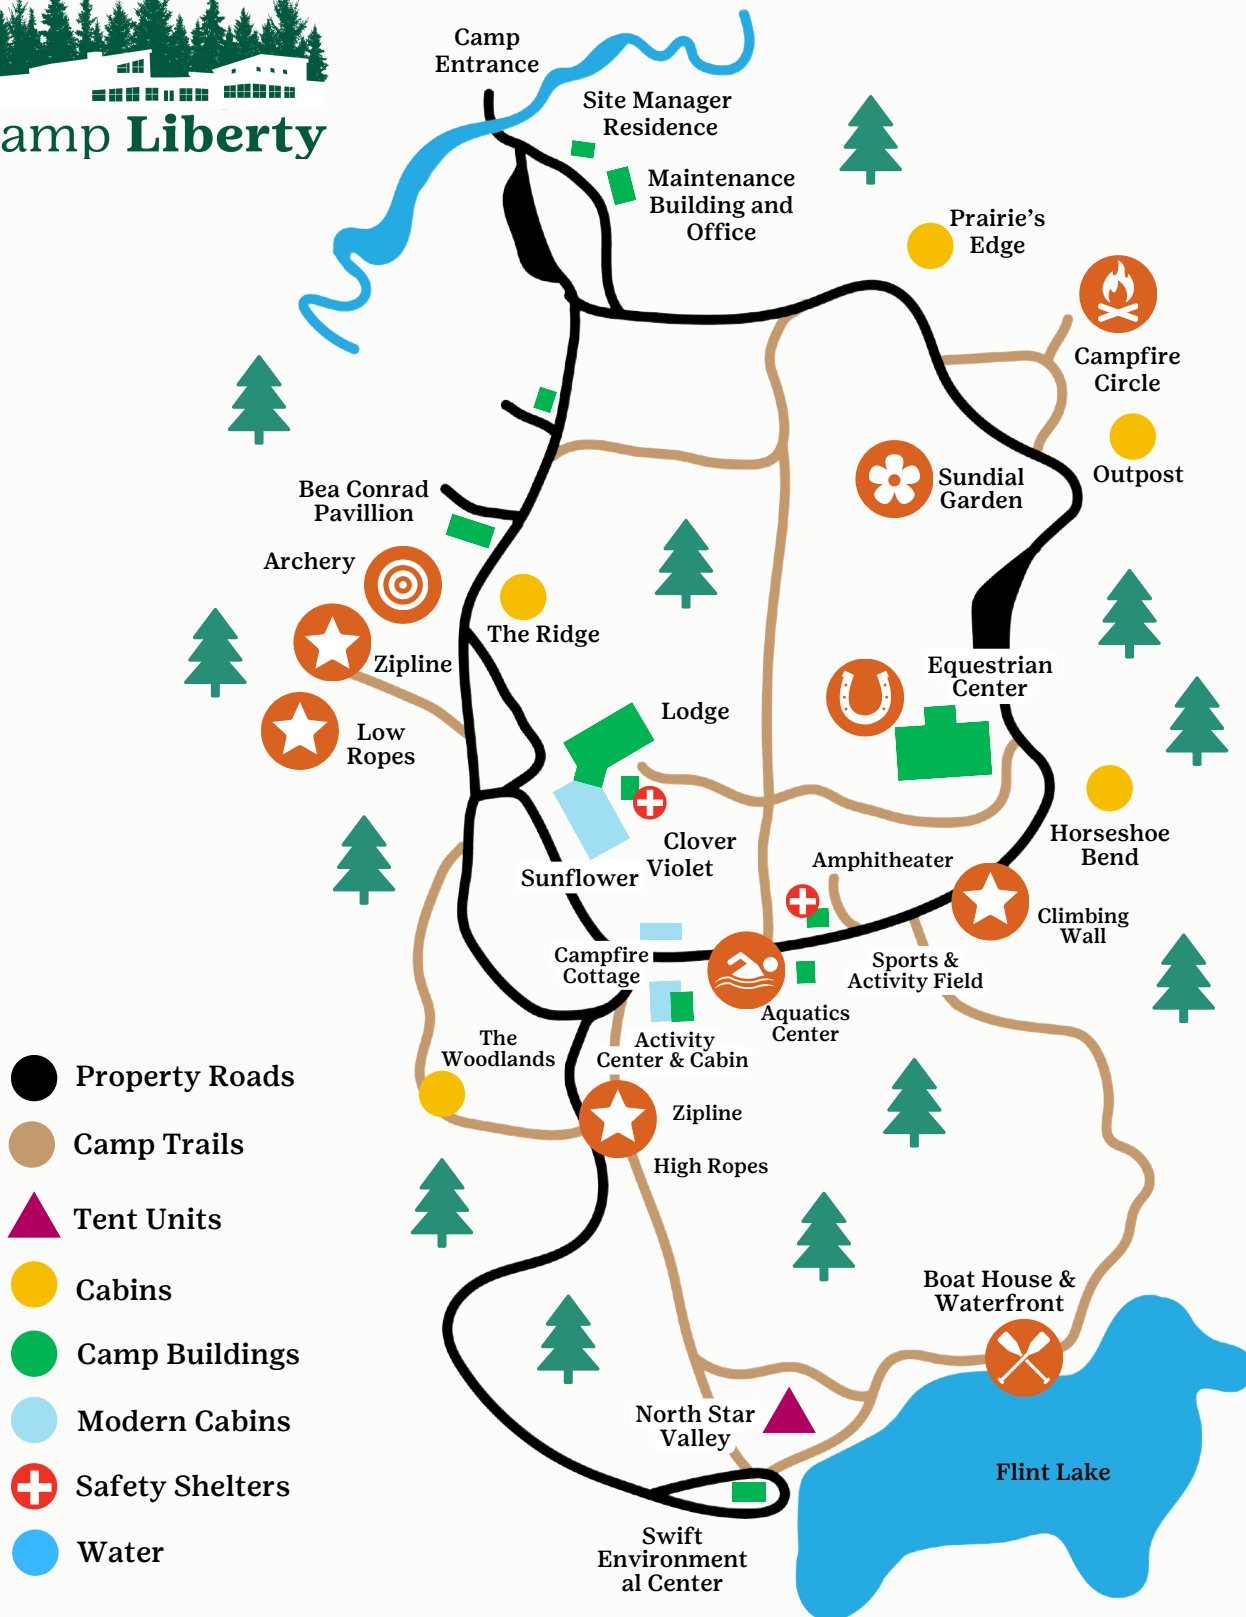 amp Liberty
Camp
Entrance
Site Manager
Residence
Maintenance
Building and
Office
Prairie's
Edge
Campfire
Circle
Outpost
Sundial
Garden
Bea Conrad
Pavillion
Archery
The Ridge
Zipline
Low
Ropes
Lodge
Equestrian
Center
Horseshoe
Bend
Clover
Violet
Sunflower
Amphitheater
Climbing
Wall
Campfire
Cottage
Sports &
Activity Field
Aquatics
Center
Activity
Center & Cabin
The
Woodlands
Zipline
High Ropes
Boat House &
Waterfront
North Star
Valley
Flint Lake
Swift
Environment
al Center
Property Roads
Camp Trails
Tent Units
Cabins
Camp Buildings
Modern Cabins
Safety Shelters
Water